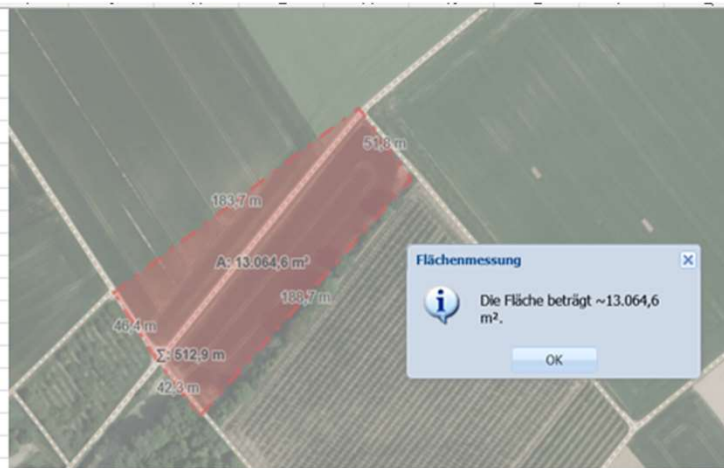 51,8 m
183,7 m
A: 13.064,6 m²
188,7 m
46,4 m
Σ: 512,9 m
42,3 m
Flächenmessung
Die Fläche beträgt ~13.064,6
m².
OK